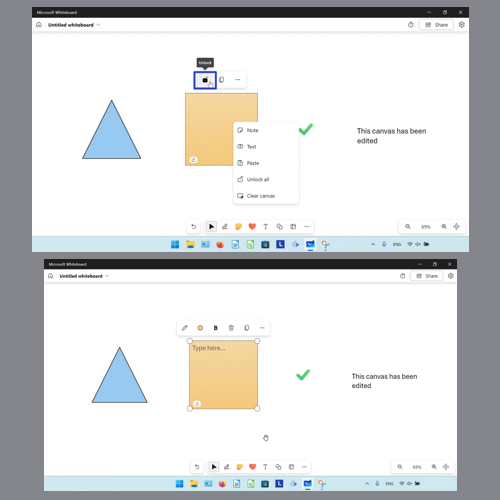 Microsoft Whiteboard
Untitled whiteboard
Share
Unlock
Note
Text
Paste
Unlock all
Clear canvas
This canvas has been
edited
69%
ENG
Microsoft Whiteboard
Untitled whiteboard
Share
B
Type here...
This canvas has been
edited
69%
ENG